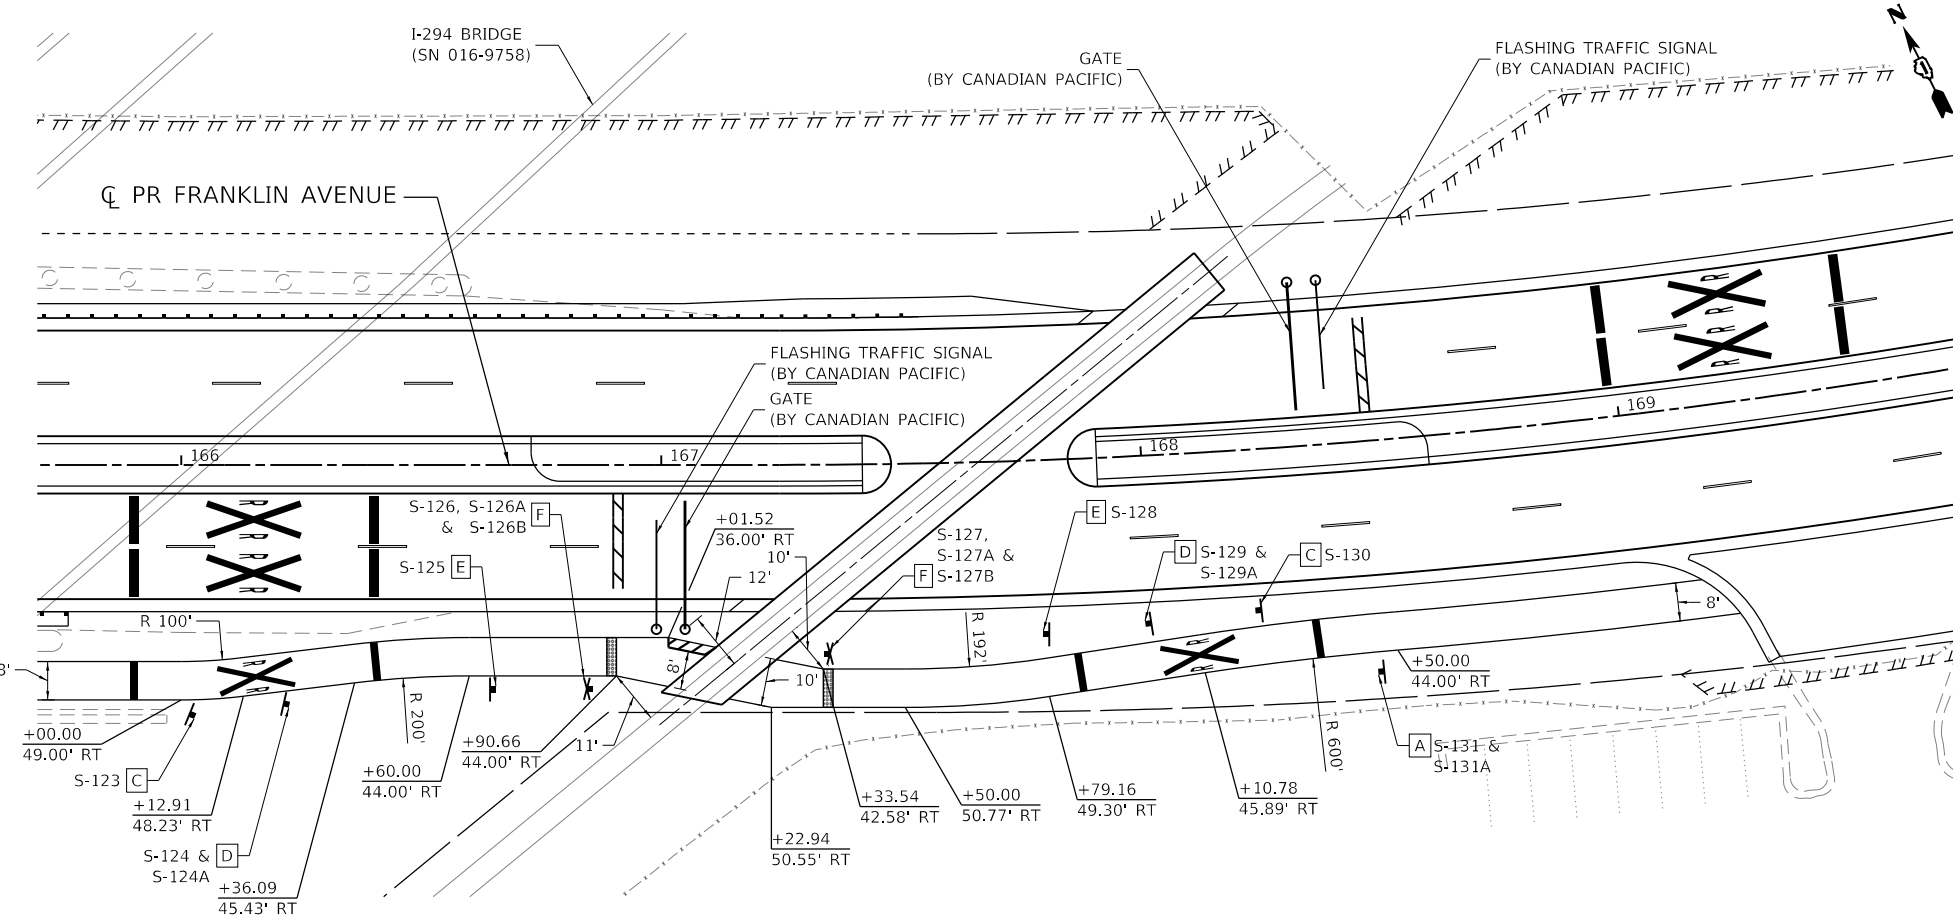 I-294 BRIDGE
(SN 016-9758)
GATE
(BY CANADIAN PACIFIC)
FLASHING TRAFFIC SIGNAL
(BY CANADIAN PACIFIC)
N
℄ PR FRANKLIN AVENUE
FLASHING TRAFFIC SIGNAL
(BY CANADIAN PACIFIC)
GATE
(BY CANADIAN PACIFIC)
166
167
168
169
R R
R R
R R
R R
S-126, S-126A
& S-126B
F
S-125 E
+01.52
36.00' RT
10'
12'
S-127,
S-127A &
F S-127B
E S-128
D S-129 &
S-129A
C S-130
R 100'
R 192'
8'
8'
8'
10'
11'
R R
R R
R 200'
R 600'
+00.00
49.00' RT
S-123 C
+12.91
48.23' RT
S-124 & D
S-124A
+36.09
45.43' RT
+60.00
44.00' RT
+90.66
44.00' RT
+22.94
50.55' RT
+33.54
42.58' RT
+50.00
50.77' RT
+79.16
49.30' RT
+10.78
45.89' RT
+50.00
44.00' RT
A S-131 &
S-131A